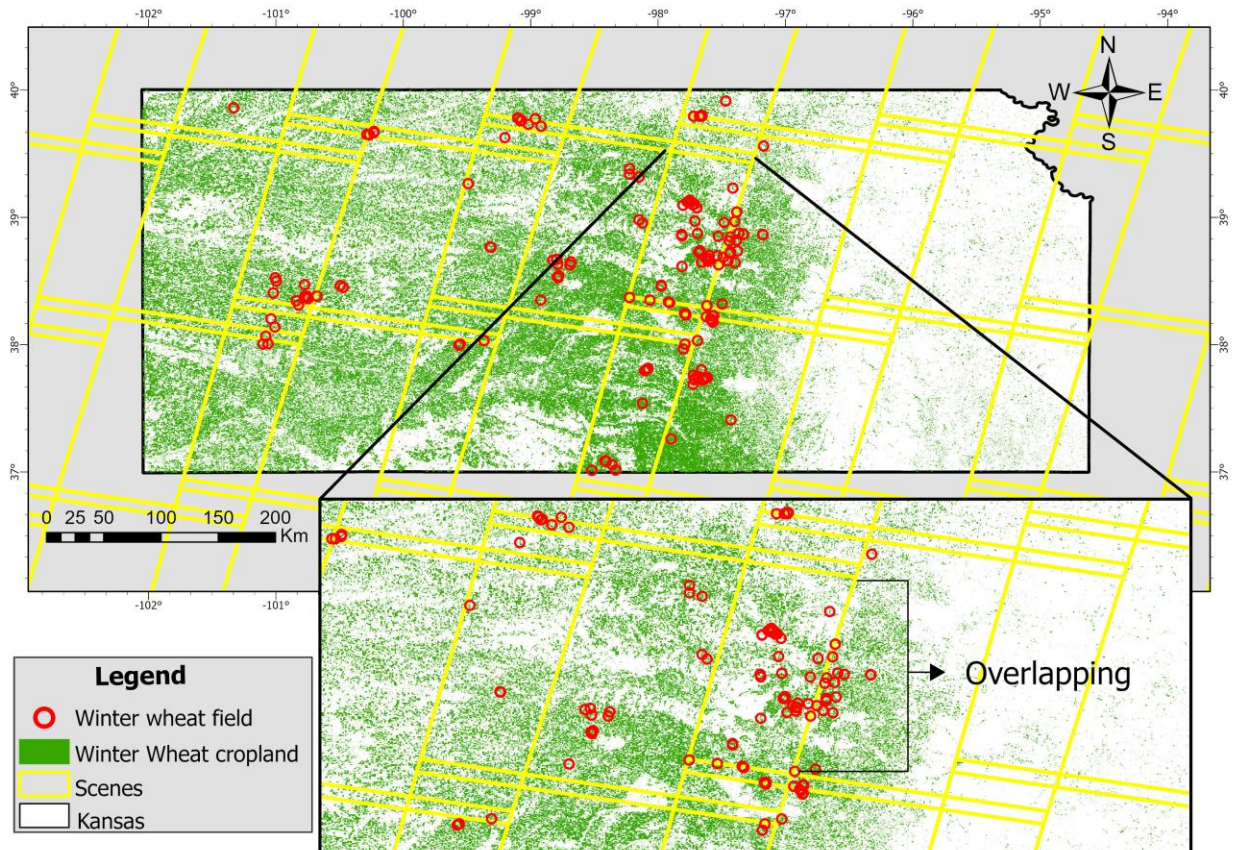 -102° -101° -100° -99° -98° -97° -96° -95° -94°
N
W E
S
40° 40°
39° 39°
38° 38°
37° 37°
0 25 50 100 150 200
Km
-102° -101°
Legend
Winter wheat field
Winter Wheat cropland
Scenes
Kansas
Overlapping